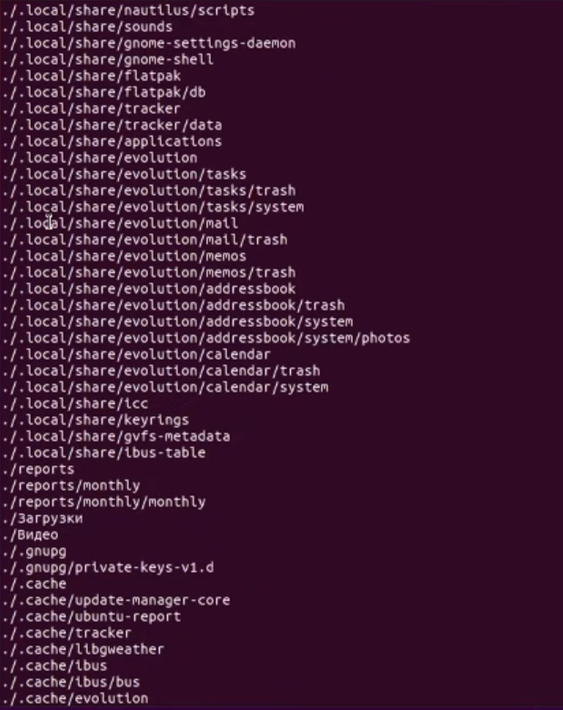 ./.local/share/nautilus/scripts
./.local/share/sounds
./.local/share/gnome-settings-daemon
./.local/share/gnome-shell
./.local/share/flatpak
./.local/share/flatpak/db
./.local/share/tracker
./.local/share/tracker/data
./.local/share/applications
./.local/share/evolution
./.local/share/evolution/tasks
./.local/share/evolution/tasks/trash
./.local/share/evolution/tasks/system
./.local/share/evolution/mail
./.local/share/evolution/mail/trash
./.local/share/evolution/memos
./.local/share/evolution/memos/trash
./.local/share/evolution/addressbook
./.local/share/evolution/addressbook/trash
./.local/share/evolution/addressbook/system
./.local/share/evolution/addressbook/system/photos
./.local/share/evolution/calendar
./.local/share/evolution/calendar/trash
./.local/share/evolution/calendar/system
./.local/share/icc
./.local/share/keyrings
./.local/share/gvfs-metadata
./.local/share/ibus-table
./reports
./reports/monthly
./reports/monthly/monthly
./Загрузки
./Видео
./.gnupg
./.gnupg/private-keys-v1.d
./.cache
./.cache/update-manager-core
./.cache/ubuntu-report
./.cache/tracker
./.cache/libgweather
./.cache/ibus
./.cache/ibus/bus
./.cache/evolution